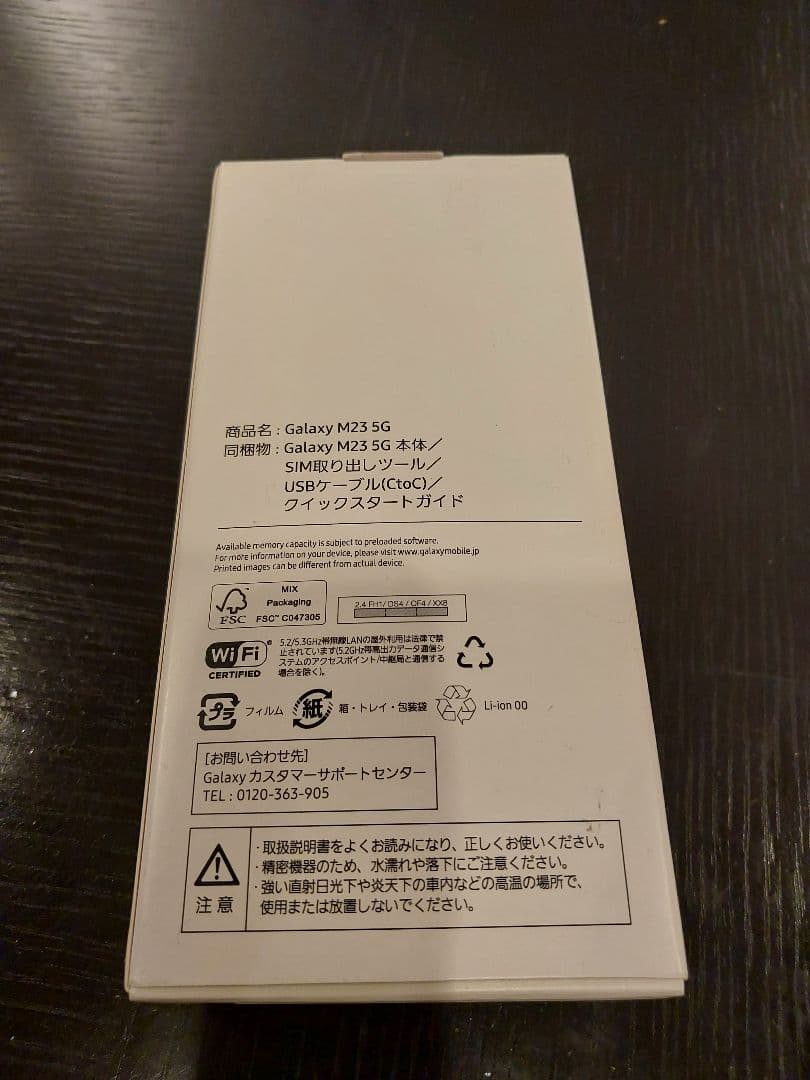 商品名 : Galaxy M23 5G
同梱物 : Galaxy M23 5G 本体／
SIM取り出しツール／
USBケーブル(CtoC)／
クイックスタートガイド
Available memory capacity is subject to preloaded software.
For more information on your device, please visit www.galaxymobile.jp
Printed images can be different from actual device.
FSC
MIX
Packaging
FSC™ C047305
2.4 FH1/ DS4 / OF4 / XX8
Wi Fi
CERTIFIED
5.2/5.3GHz帯無線LANの屋外利用は法律で禁
止されています(5.2GHz帯高出力データ通信シ
ステムのアクセスポイント/中継局と通信する
場合を除く)。
プラ フィルム 紙 箱・トレイ・包装袋 Li-ion 00
[お問い合わせ先]
Galaxy カスタマーサポートセンター
TEL : 0120-363-905
注 意
・取扱説明書をよくお読みになり、正しくお使いください。
・精密機器のため、水濡れや落下にご注意ください。
・強い直射日光下や炎天下の車内などの高温の場所で、
使用または放置しないでください。